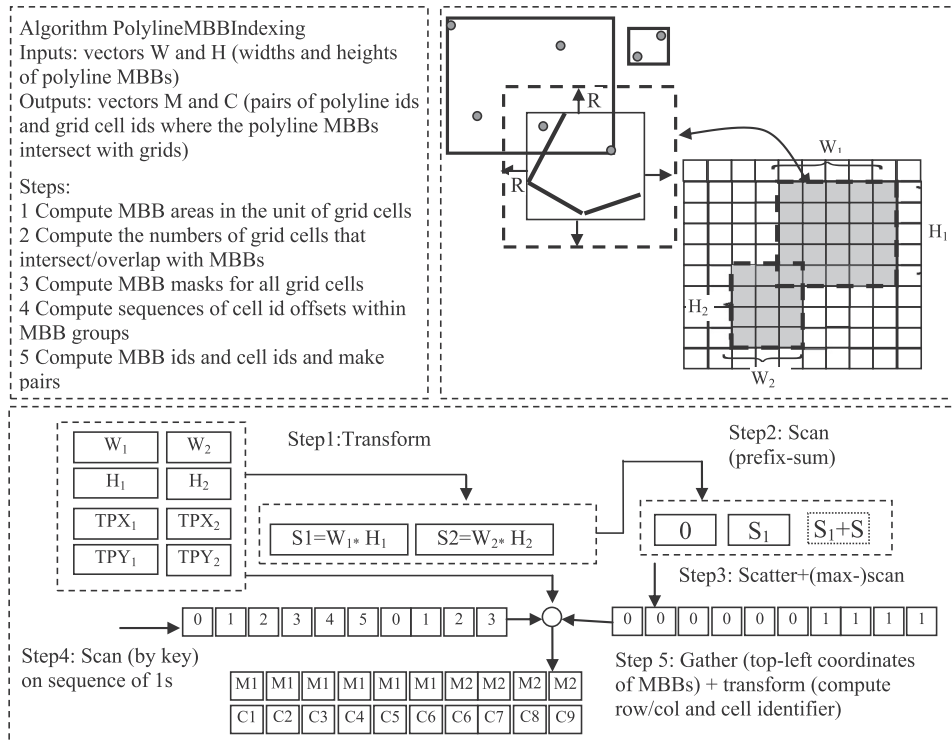 Algorithm PolylineMBBIndexing
Inputs: vectors W and H (widths and heights
of polyline MBBs)
Outputs: vectors M and C (pairs of polyline ids
and grid cell ids where the polyline MBBs
intersect with grids)
Steps:
1 Compute MBB areas in the unit of grid cells
2 Compute the numbers of grid cells that
intersect/overlap with MBBs
3 Compute MBB masks for all grid cells
4 Compute sequences of cell id offsets within
MBB groups
5 Compute MBB ids and cell ids and make
pairs
R
R
W₁
H₁
H₂
W₂
W₁ W₂
H₁ H₂
TPX₁ TPX₂
TPY₁ TPY₂
Step1:Transform
S1=W₁* H₁ S2=W₂* H₂
Step2: Scan
(prefix-sum)
0 S₁ S₁+S
Step3: Scatter+(max-)scan
0 1 2 3 4 5 0 1 2 3
0 0 0 0 0 0 1 1 1 1
Step4: Scan (by key)
on sequence of 1s
M1 M1 M1 M1 M1 M1 M2 M2 M2 M2
C1 C2 C3 C4 C5 C6 C6 C7 C8 C9
Step 5: Gather (top-left coordinates
of MBBs) + transform (compute
row/col and cell identifier)